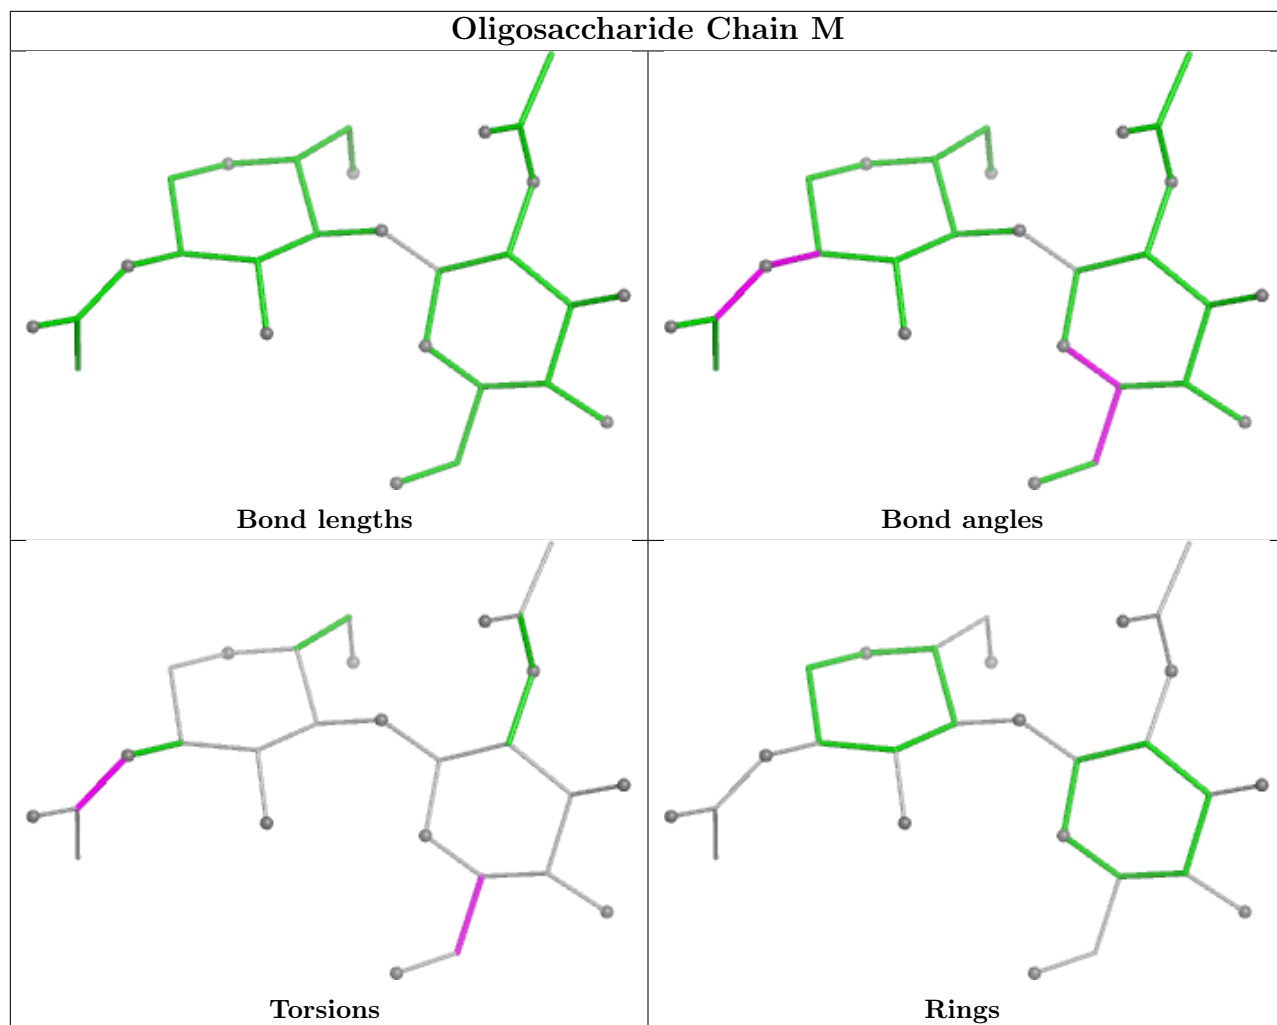 Oligosaccharide Chain M
Bond lengths
Bond angles
Torsions
Rings